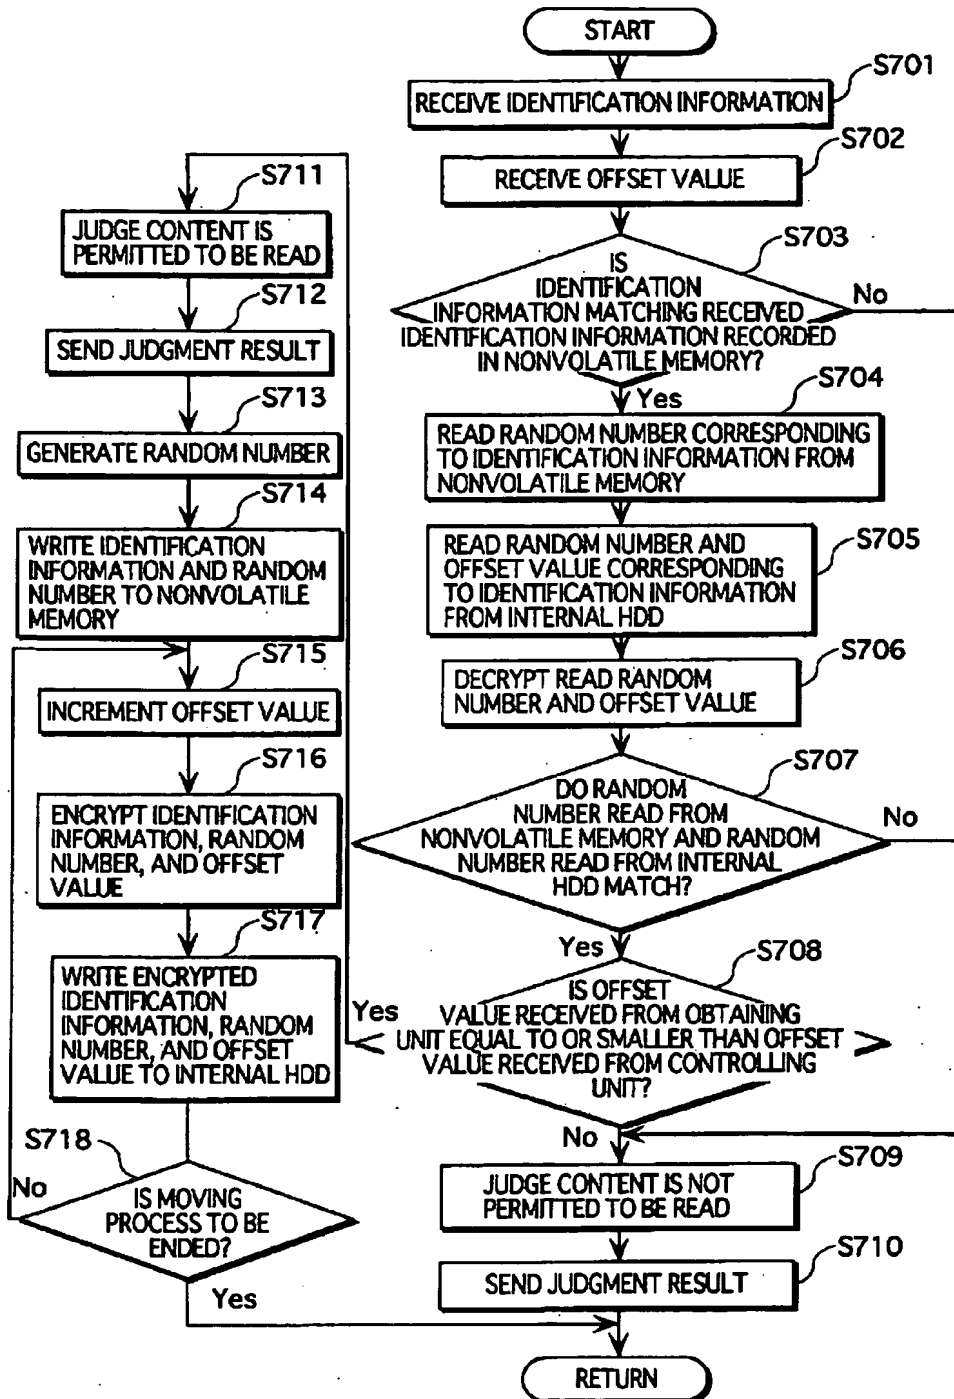 START
S701
RECEIVE IDENTIFICATION INFORMATION
S702
RECEIVE OFFSET VALUE
S703
IS
IDENTIFICATION
INFORMATION MATCHING RECEIVED
IDENTIFICATION INFORMATION RECORDED
IN NONVOLATILE MEMORY?
No
Yes
S704
READ RANDOM NUMBER CORRESPONDING
TO IDENTIFICATION INFORMATION FROM
NONVOLATILE MEMORY
S705
READ RANDOM NUMBER AND
OFFSET VALUE CORRESPONDING
TO IDENTIFICATION INFORMATION
FROM INTERNAL HDD
S706
DECRYPT READ RANDOM
NUMBER AND OFFSET VALUE
S707
DO RANDOM
NUMBER READ FROM
NONVOLATILE MEMORY AND RANDOM
NUMBER READ FROM INTERNAL
HDD MATCH?
No
Yes
S708
IS OFFSET
VALUE RECEIVED FROM OBTAINING
UNIT EQUAL TO OR SMALLER THAN OFFSET
VALUE RECEIVED FROM CONTROLLING
UNIT?
Yes
No
S709
JUDGE CONTENT IS NOT
PERMITTED TO BE READ
S710
SEND JUDGMENT RESULT
RETURN
S711
JUDGE CONTENT IS
PERMITTED TO BE READ
S712
SEND JUDGMENT RESULT
S713
GENERATE RANDOM NUMBER
S714
WRITE IDENTIFICATION
INFORMATION AND RANDOM
NUMBER TO NONVOLATILE
MEMORY
S715
INCREMENT OFFSET VALUE
S716
ENCRYPT IDENTIFICATION
INFORMATION, RANDOM
NUMBER, AND OFFSET
VALUE
S717
WRITE ENCRYPTED
IDENTIFICATION
INFORMATION, RANDOM
NUMBER, AND OFFSET
VALUE TO INTERNAL HDD
S718
No
IS MOVING
PROCESS TO BE
ENDED?
Yes